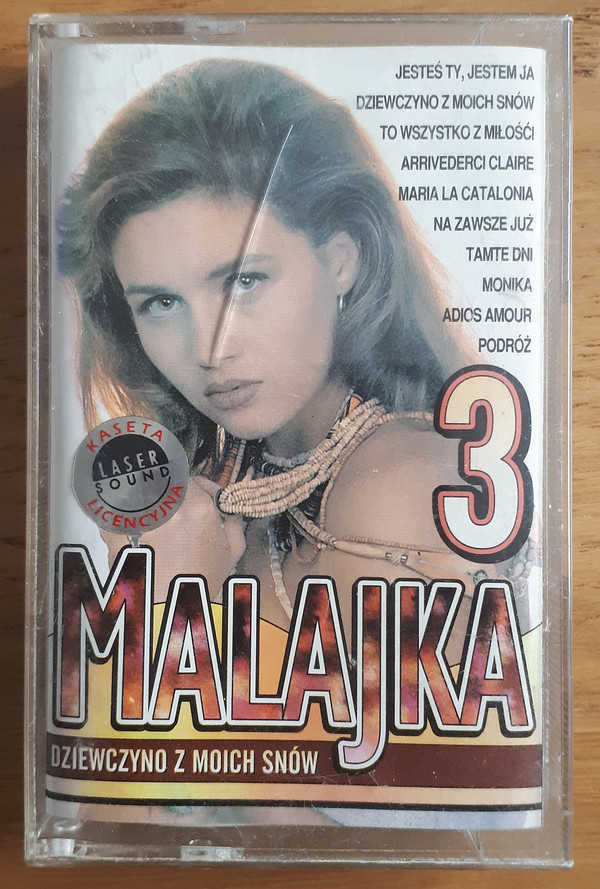 JESTEŚ TY, JESTEM JA
DZIEWCZYNO Z MOICH SNÓW
TO WSZYSTKO Z MIŁOŚĆI
ARRIVEDERCI CLAIRE
MARIA LA CATALONIA
NA ZAWSZE JUŻ
TAMTE DNI
MONIKA
ADIOS AMOUR
PODRÓŻ
3
KASETA
LASER
SOUND
LICENCYJNA
MALAJKA
DZIEWCZYNO Z MOICH SNÓW